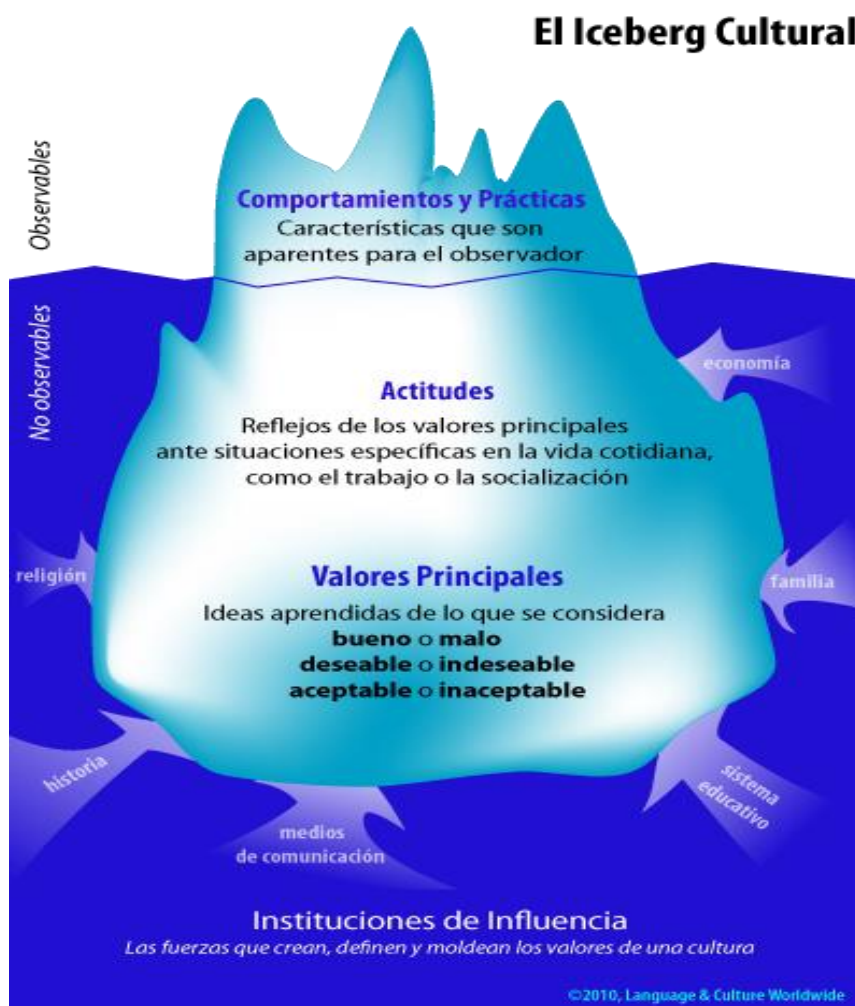 El Iceberg Cultural
Observables
Comportamientos y Prácticas
Características que son
aparentes para el observador
No observables
economía
Actitudes
Reflejos de los valores principales
ante situaciones específicas en la vida cotidiana,
como el trabajo o la socialización
religión
Valores Principales
familia
Ideas aprendidas de lo que se considera
bueno o malo
deseable o indeseable
aceptable o inaceptable
historia
sistema
educativo
medios
de comunicación
Instituciones de Influencia
Las fuerzas que crean, definen y moldean los valores de una cultura
©2010, Language & Culture Worldwide